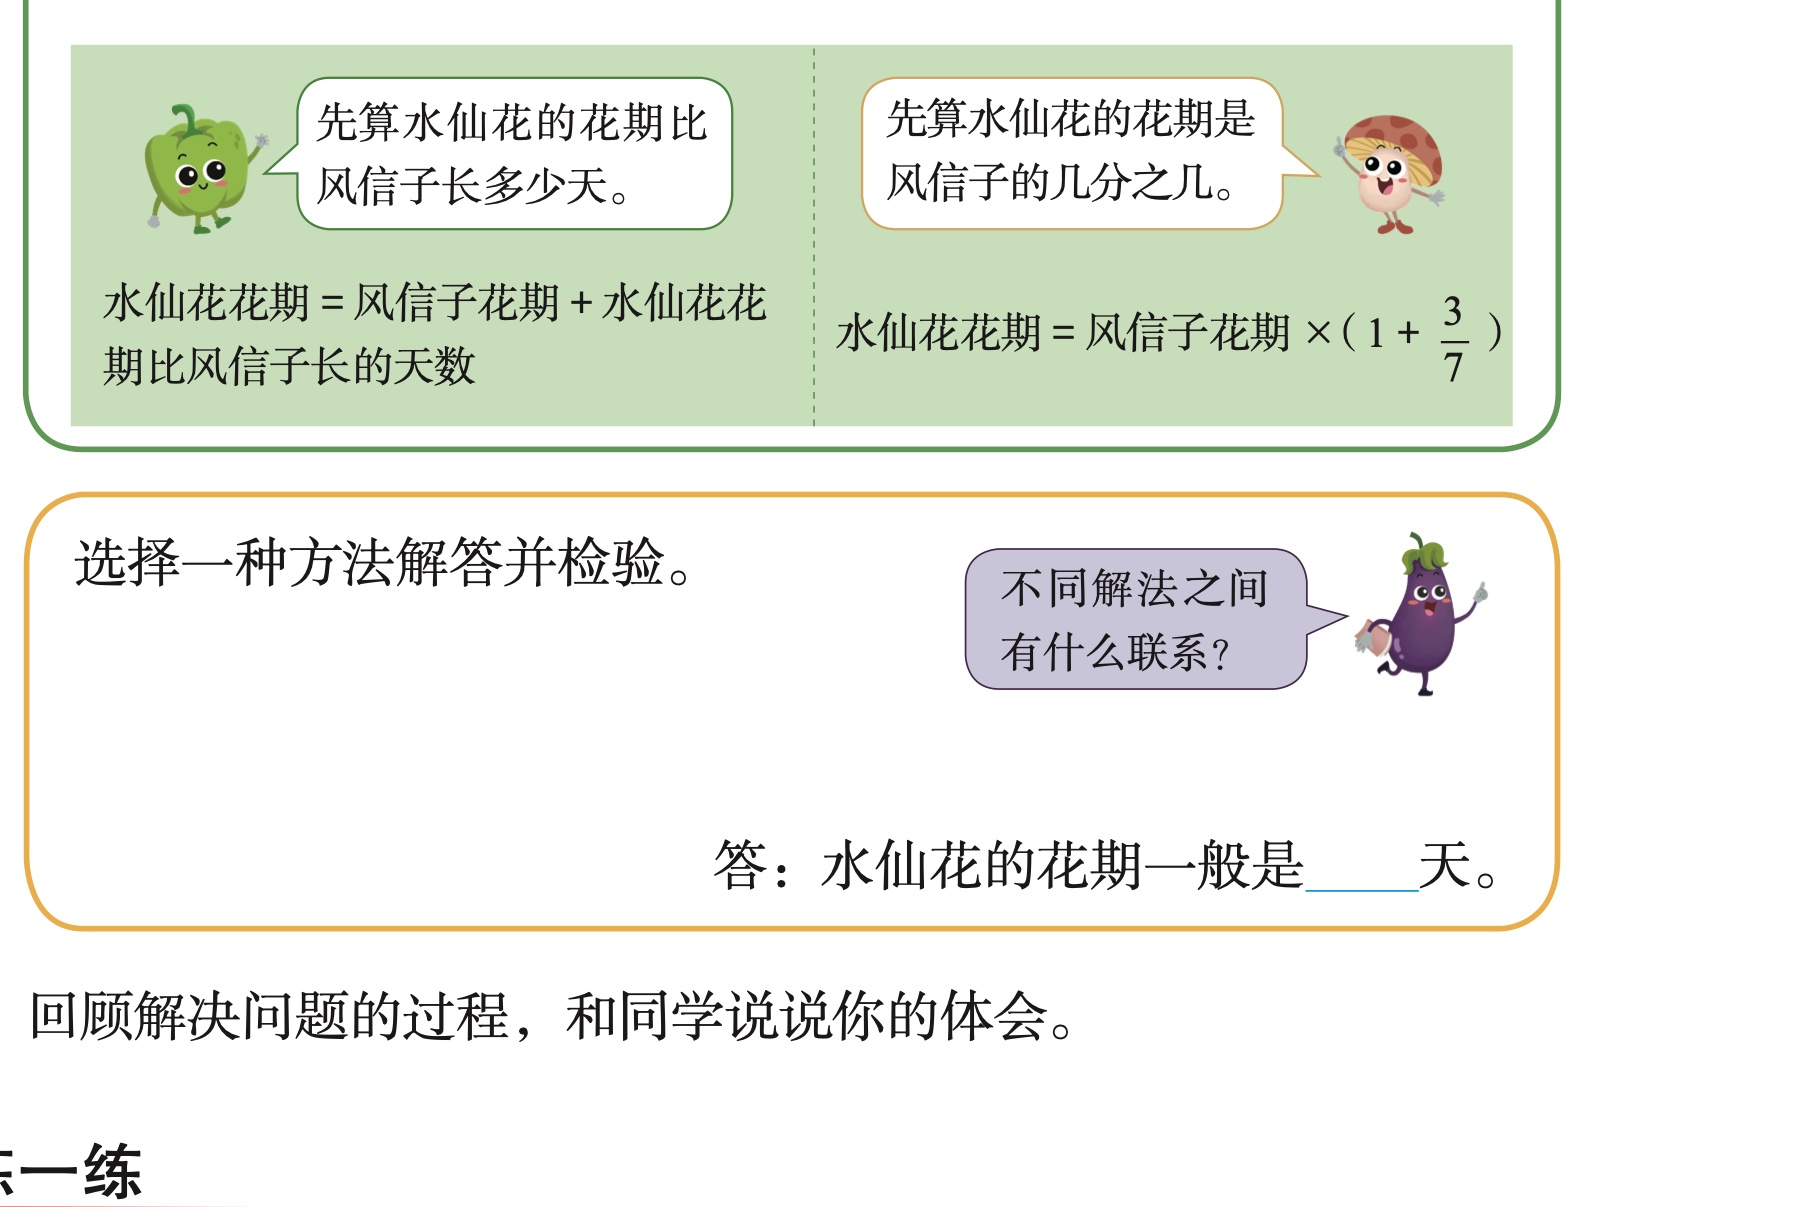 先算水仙花的花期比
风信子长多少天。
水仙花花期=风信子花期+水仙花花
期比风信子长的天数
先算水仙花的花期是
风信子的几分之几。
水仙花花期=风信子花期×(1+3/7)
选择一种方法解答并检验。
不同解法之间
有什么联系?
答：水仙花的花期一般是____天。
回顾解决问题的过程，和同学说说你的体会。
一练